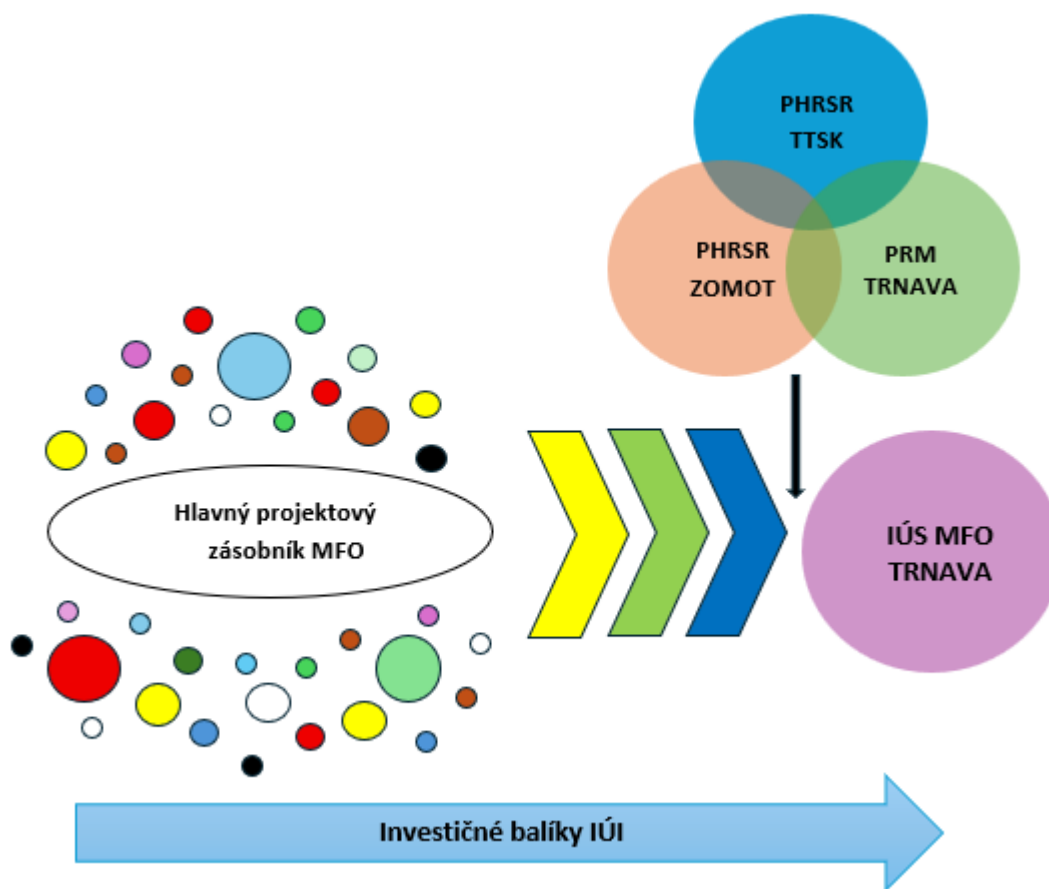 PHRSR
TTSK
PHRSR
ZOMOT
PRM
TRNAVA
Hlavný projektový
zásobník MFO
IÚS MFO
TRNAVA
Investičné balíky IÚI